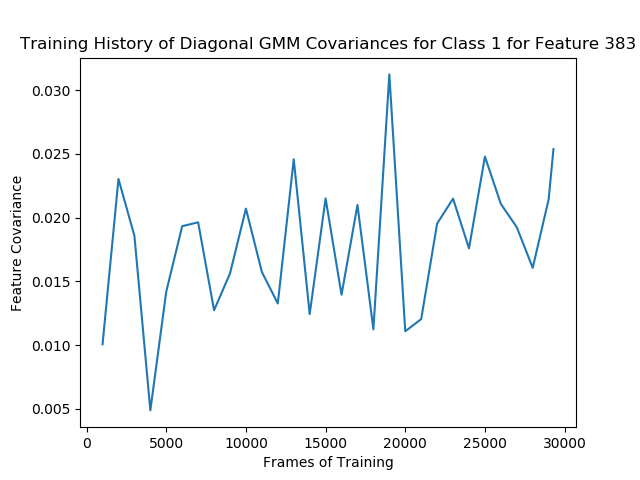 Training History of Diagonal GMM Covariances for Class 1 for Feature 383
0.030
0.025
0.020
0.015
0.010
0.005
Feature Covariance
0 5000 10000 15000 20000 25000 30000
Frames of Training